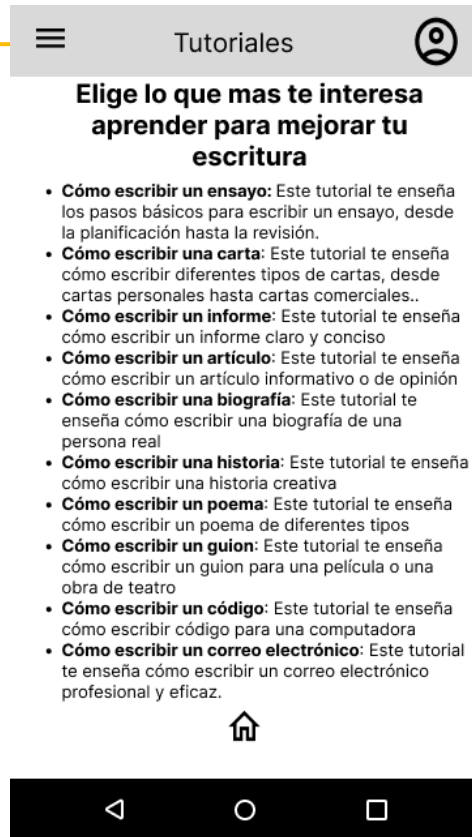 Tutoriales
Elige lo que mas te interesa
aprender para mejorar tu
escritura
• Cómo escribir un ensayo: Este tutorial te enseña
los pasos básicos para escribir un ensayo, desde
la planificación hasta la revisión.
• Cómo escribir una carta: Este tutorial te enseña
cómo escribir diferentes tipos de cartas, desde
cartas personales hasta cartas comerciales..
• Cómo escribir un informe: Este tutorial te enseña
cómo escribir un informe claro y conciso
• Cómo escribir un artículo: Este tutorial te enseña
cómo escribir un artículo informativo o de opinión
• Cómo escribir una biografía: Este tutorial te
enseña cómo escribir una biografía de una
persona real
• Cómo escribir una historia: Este tutorial te enseña
cómo escribir una historia creativa
• Cómo escribir un poema: Este tutorial te enseña
cómo escribir un poema de diferentes tipos
• Cómo escribir un guion: Este tutorial te enseña
cómo escribir un guion para una película o una
obra de teatro
• Cómo escribir un código: Este tutorial te enseña
cómo escribir código para una computadora
• Cómo escribir un correo electrónico: Este tutorial
te enseña cómo escribir un correo electrónico
profesional y eficaz.